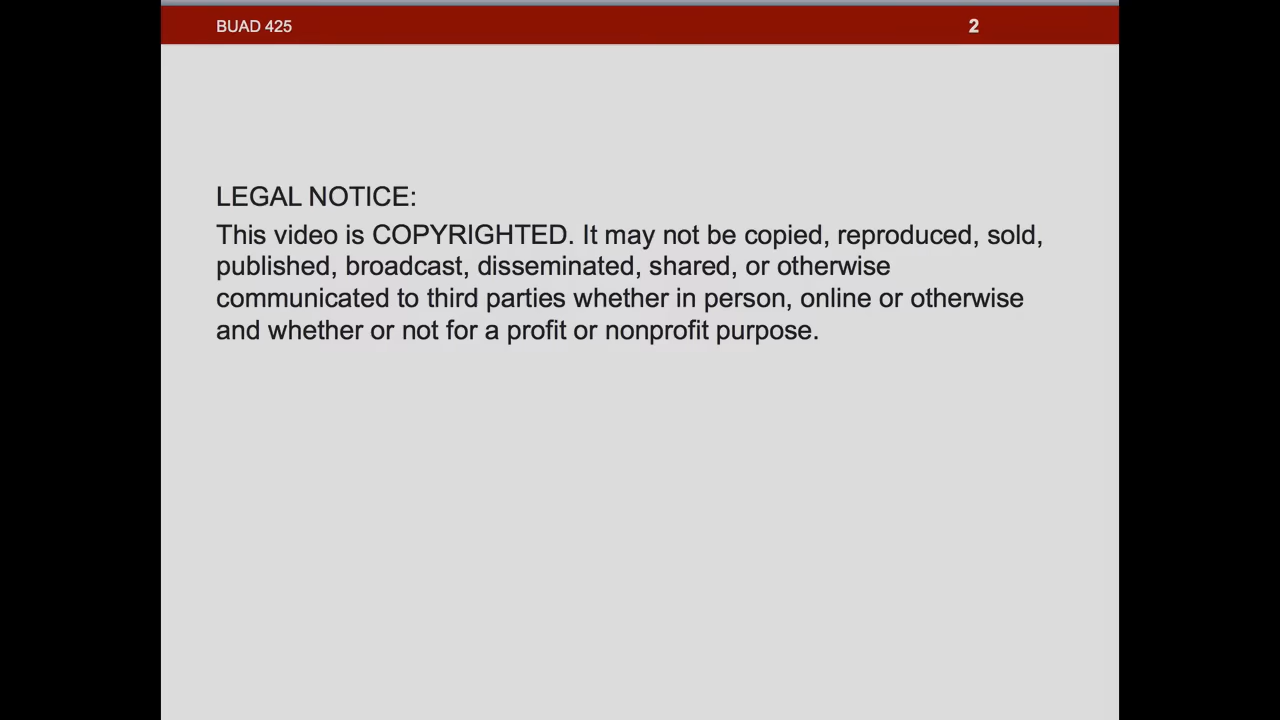 BUAD 425
2
LEGAL NOTICE:
This video is COPYRIGHTED. It may not be copied, reproduced, sold,
published, broadcast, disseminated, shared, or otherwise
communicated to third parties whether in person, online or otherwise
and whether or not for a profit or nonprofit purpose.